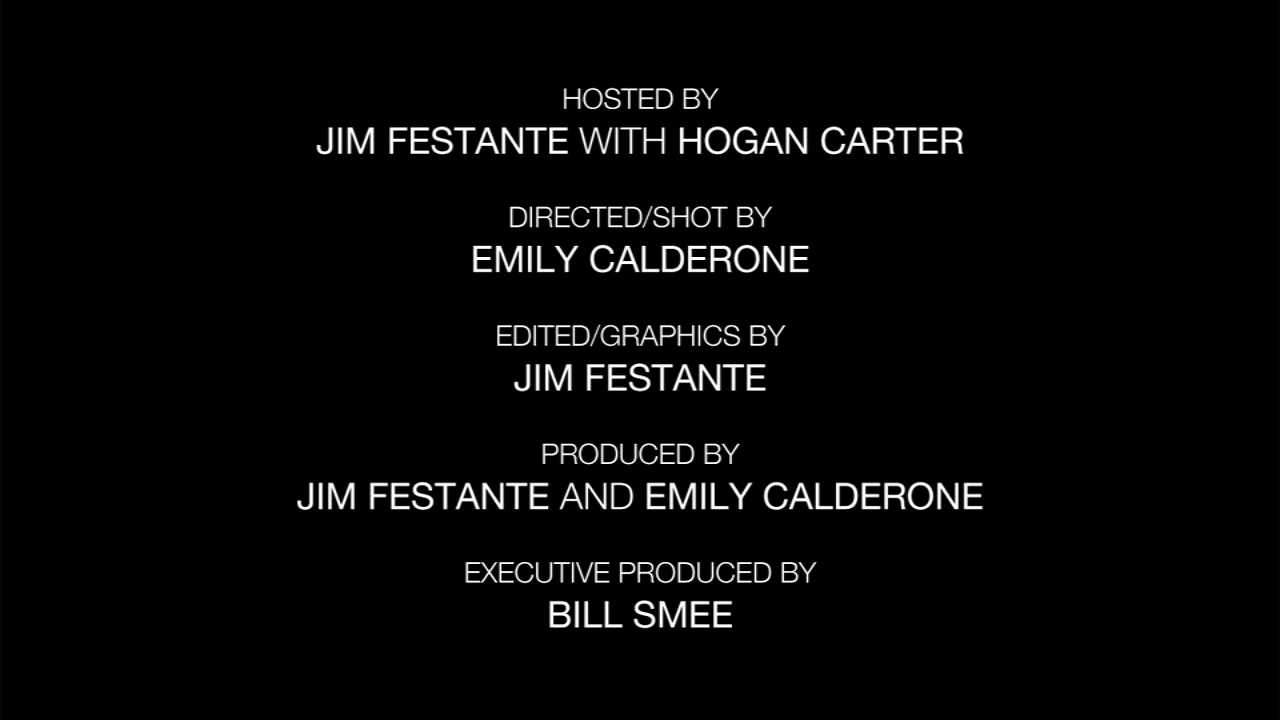 HOSTED BY
JIM FESTANTE WITH HOGAN CARTER
DIRECTED/SHOT BY
EMILY CALDERONE
EDITED/GRAPHICS BY
JIM FESTANTE
PRODUCED BY
JIM FESTANTE AND EMILY CALDERONE
EXECUTIVE PRODUCED BY
BILL SMEE